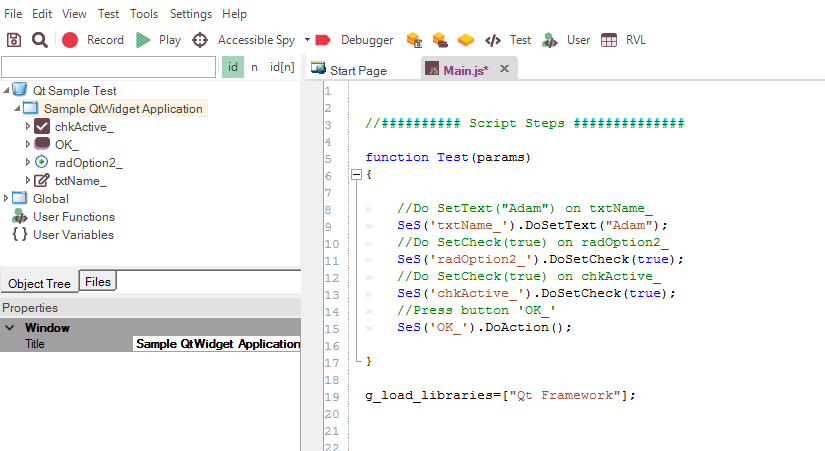 File Edit View Test Tools Settings Help
Record Play Accessible Spy Debugger Test User RVL
id n id[n]
Start Page Main.js*
Qt Sample Test
Sample QtWidget Application
chkActive_
OK_
radOption2_
txtName_
Global
User Functions
User Variables
Object Tree Files
Properties
Window
Title Sample QtWidget Application
1
2
3 //########## Script Steps ##############
4
5 function Test(params)
6 {
7
8 » //Do SetText("Adam") on txtName_
9 » SeS('txtName_').DoSetText("Adam");
10 » //Do SetCheck(true) on radOption2_
11 » SeS('radOption2_').DoSetCheck(true);
12 » //Do SetCheck(true) on chkActive_
13 » SeS('chkActive_').DoSetCheck(true);
14 » //Press button 'OK_'
15 » SeS('OK_').DoAction();
16
17 }
18
19 g_load_libraries=["Qt Framework"];
20
21
22